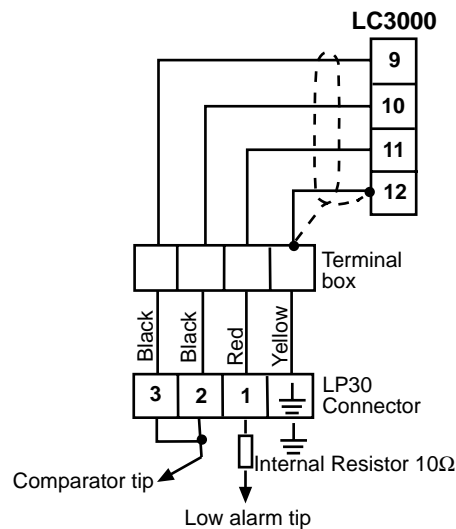 LC3000
9
10
11
12
Terminal
box
Black
Black
Red
Yellow
3
2
1
LP30
Connector
Internal Resistor 10Ω
Comparator tip
Low alarm tip